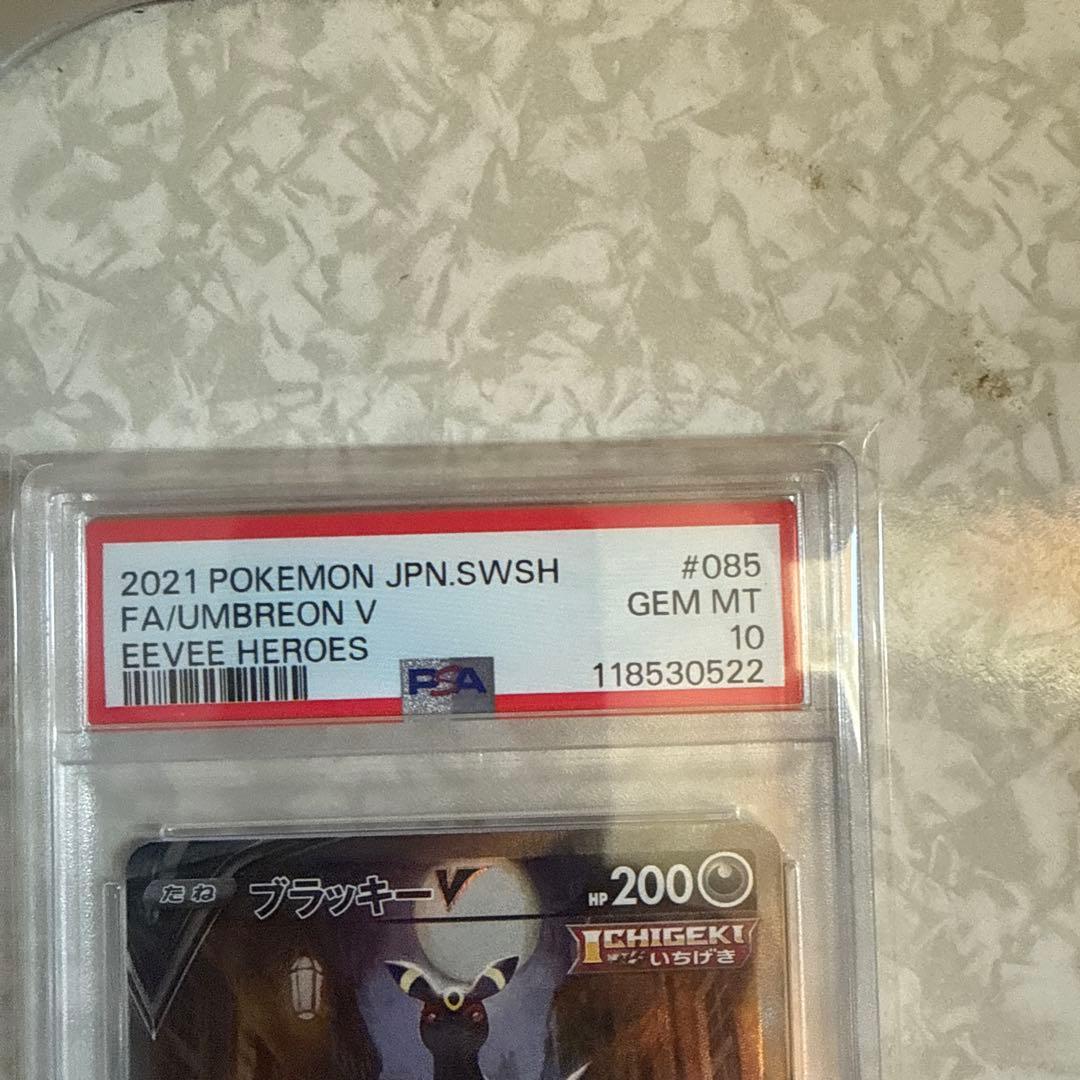 2021 POKEMON JPN.SWSH #085
FA/UMBREON V GEM MT
EEVEE HEROES 10
PSA 118530522
たね ブラッキーV HP 200
ICHIGEKI
いちげき